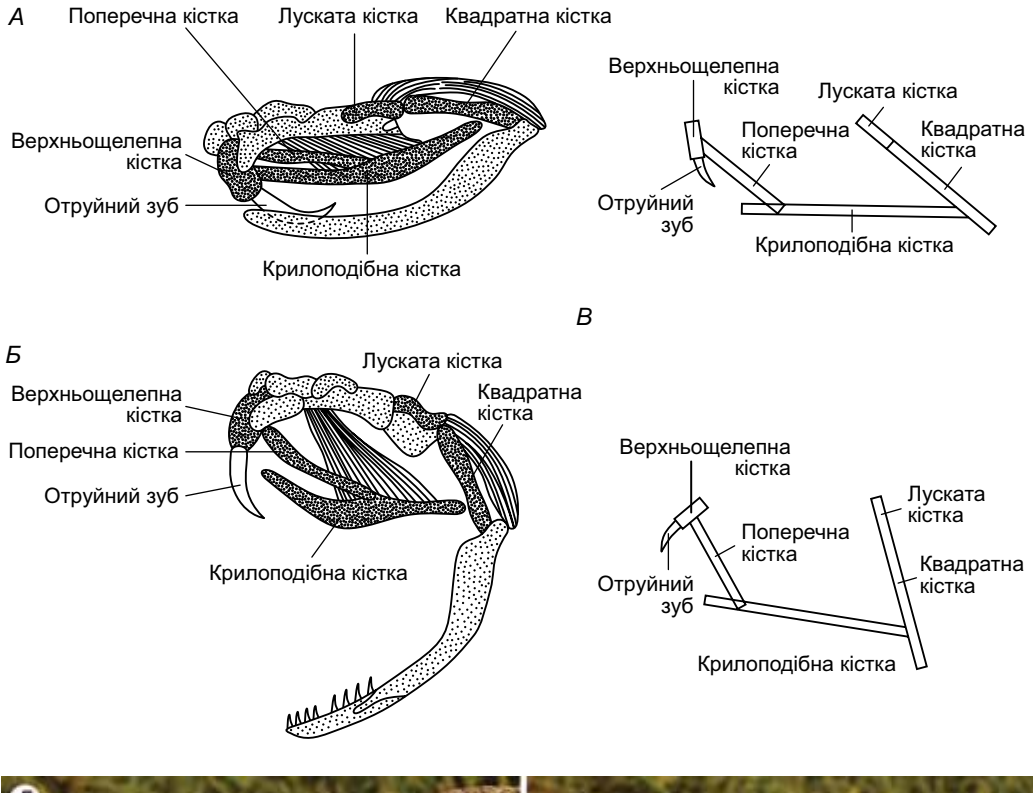 А
Поперечна кістка
Луската кістка
Квадратна кістка
Верхньощелепна
кістка
Отруйний зуб
Крилоподібна кістка
Верхньощелепна
кістка
Луската кістка
Поперечна
кістка
Квадратна
кістка
Отруйний
зуб
Крилоподібна кістка
Б
Верхньощелепна
кістка
Луската кістка
Квадратна
кістка
Поперечна кістка
Отруйний зуб
Крилоподібна кістка
В
Верхньощелепна
кістка
Луската
кістка
Поперечна
кістка
Квадратна
кістка
Отруйний
зуб
Крилоподібна кістка